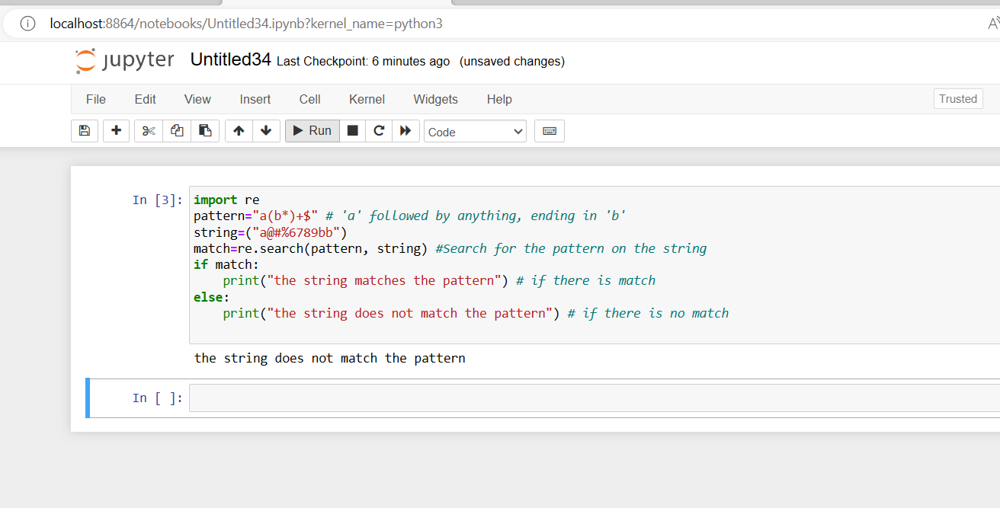 localhost:8864/notebooks/Untitled34.ipynb?kernel_name=python3
jupyter Untitled34 Last Checkpoint: 6 minutes ago (unsaved changes)
File Edit View Insert Cell Kernel Widgets Help Trusted
Run Code
In [3]: import re
pattern="a(b*)+$" # 'a' followed by anything, ending in 'b'
string=("a@#%6789bb")
match=re.search(pattern, string) #Search for the pattern on the string
if match:
    print("the string matches the pattern") # if there is match
else:
    print("the string does not match the pattern") # if there is no match
the string does not match the pattern
In [ ]: